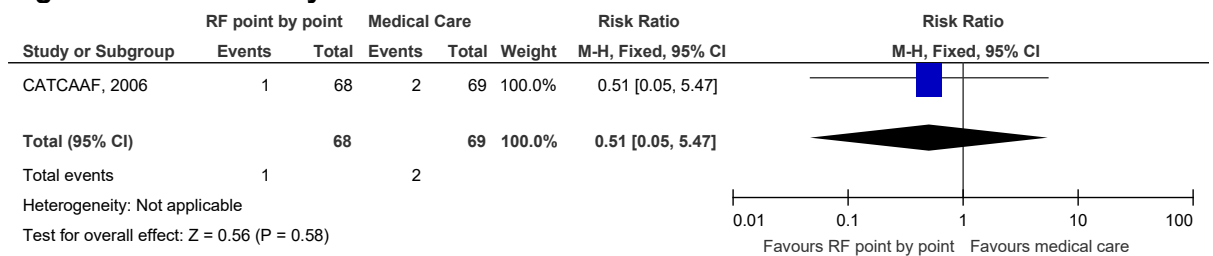 RF point by point Medical Care Risk Ratio Risk Ratio
Study or Subgroup Events Total Events Total Weight M-H, Fixed, 95% CI M-H, Fixed, 95% CI
CATCAAF, 2006 1 68 2 69 100.0% 0.51 [0.05, 5.47]
Total (95% CI) 68 69 100.0% 0.51 [0.05, 5.47]
Total events 1 2
Heterogeneity: Not applicable
Test for overall effect: Z = 0.56 (P = 0.58)
0.01 0.1 1 10 100
Favours RF point by point Favours medical care